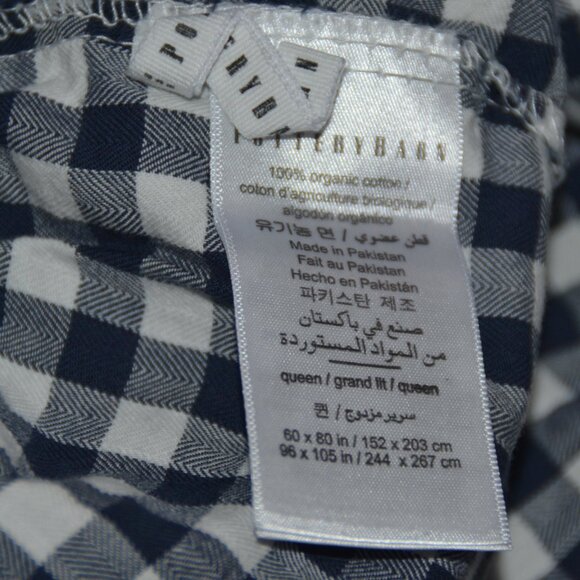 POTTERYBARN
100% organic cotton /
coton d'agriculture biologique /
algodón orgánico
유기농 면 / قطن عضوي
Made in Pakistan
Fait au Pakistan
Hecho en Pakistán
파키스탄 제조
صنع في باكستان
من المواد المستوردة
queen / grand lit / queen
퀸 / سرير مزدوج
60 x 80 in / 152 x 203 cm
96 x 105 in / 244 x 267 cm